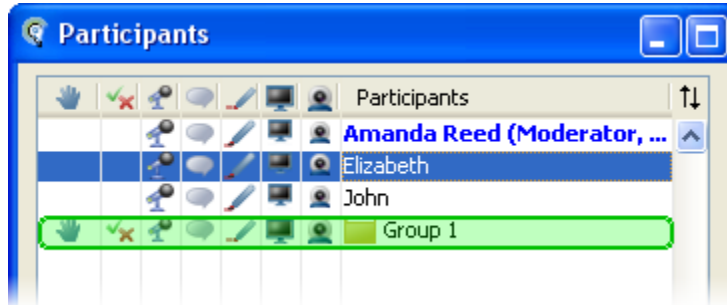 Participants
Participants
Amanda Reed (Moderator, ...
Elizabeth
John
Group 1